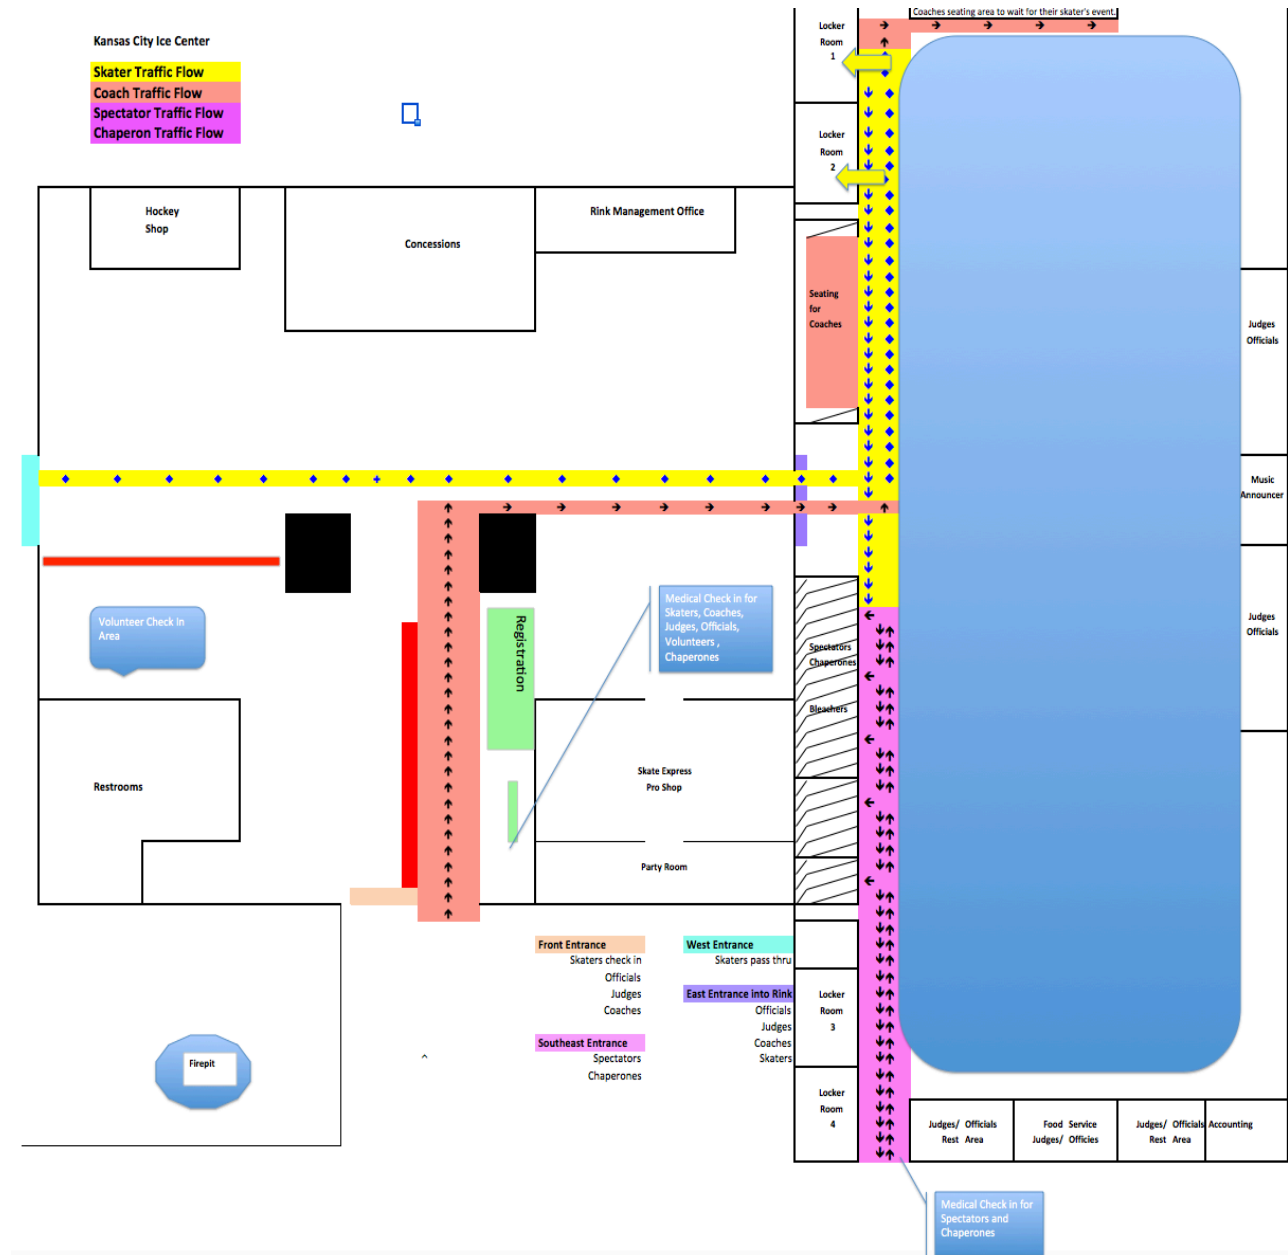 Coaches seating area to wait for their skater's event.
Kansas City Ice Center
Skater Traffic Flow
Coach Traffic Flow
Spectator Traffic Flow
Chaperon Traffic Flow
Locker
Room
1
Locker
Room
2
Hockey
Shop
Concessions
Rink Management Office
Seating
for
Coaches
Judges
Officials
Music
Announcer
Judges
Officials
Volunteer Check In
Area
Registration
Medical Check in for
Skaters, Coaches,
Judges, Officials,
Volunteers ,
Chaperones
Spectators
Chaperones
Bleachers
Restrooms
Skate Express
Pro Shop
Party Room
Front Entrance
Skaters check in
Officials
Judges
Coaches
Southeast Entrance
Spectators
Chaperones
West Entrance
Skaters pass thru
East Entrance into Rink
Officials
Judges
Coaches
Skaters
Locker
Room
3
Locker
Room
4
Firepit
^
Judges/ Officials
Rest Area
Food Service
Judges/ Officies
Judges/ Officials
Rest Area
Accounting
Medical Check in for
Spectators and
Chaperones